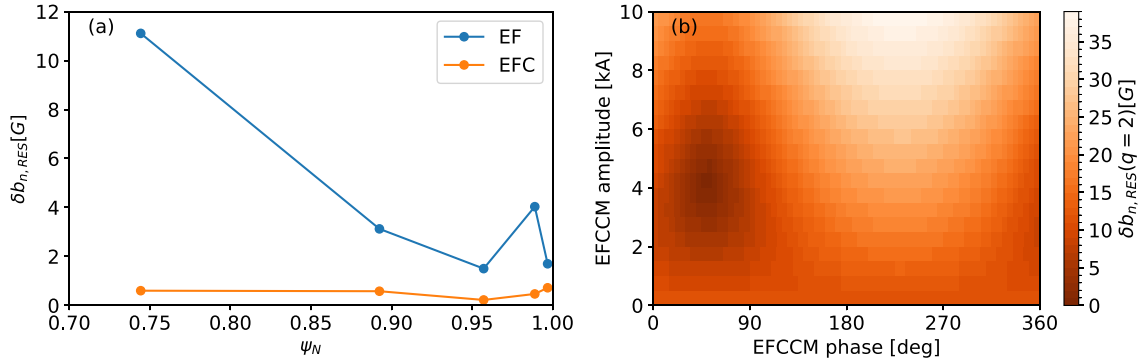 (a)
EF
EFC
12
10
8
6
4
2
0
δb_{n,RES}[G]
0.70 0.75 0.80 0.85 0.90 0.95 1.00
ψ_N
(b)
10
8
6
4
2
0
EFCCM amplitude [kA]
0 90 180 270 360
EFCCM phase [deg]
35
30
25
20
15
10
5
0
δb_{n,RES}(q = 2)[G]